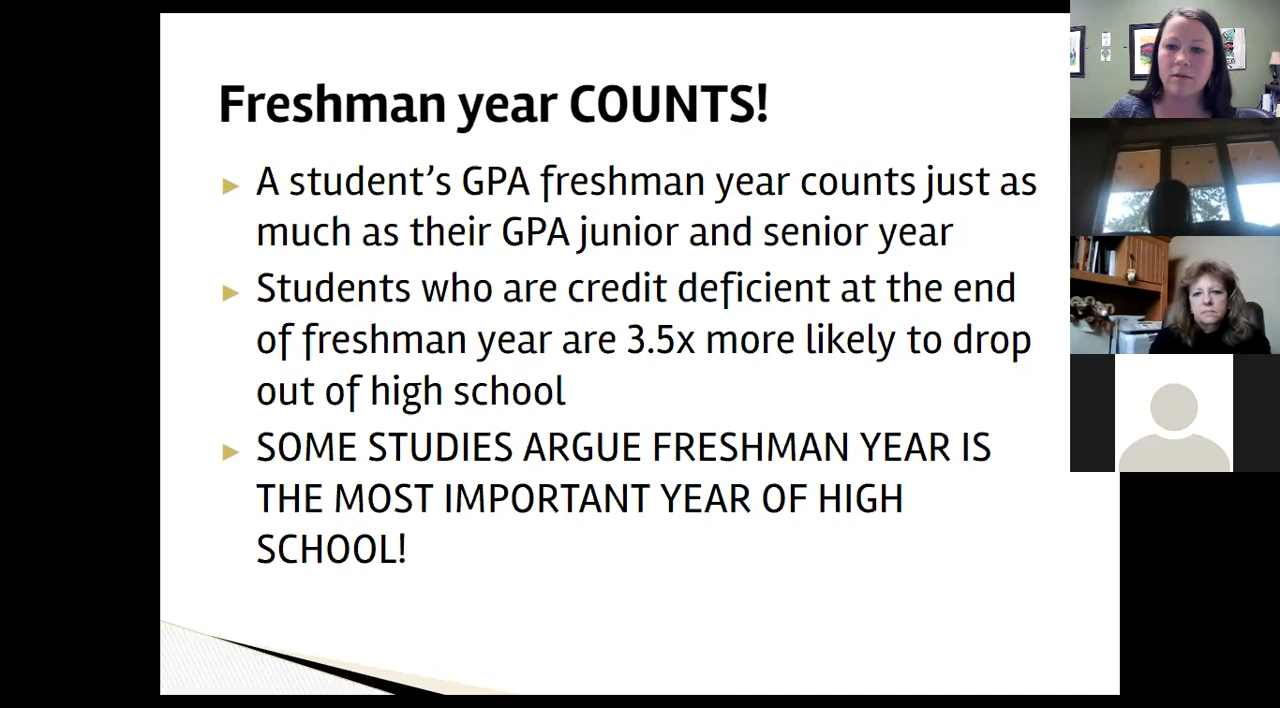 Freshman year COUNTS!
A student’s GPA freshman year counts just as
much as their GPA junior and senior year
Students who are credit deficient at the end
of freshman year are 3.5x more likely to drop
out of high school
SOME STUDIES ARGUE FRESHMAN YEAR IS
THE MOST IMPORTANT YEAR OF HIGH
SCHOOL!